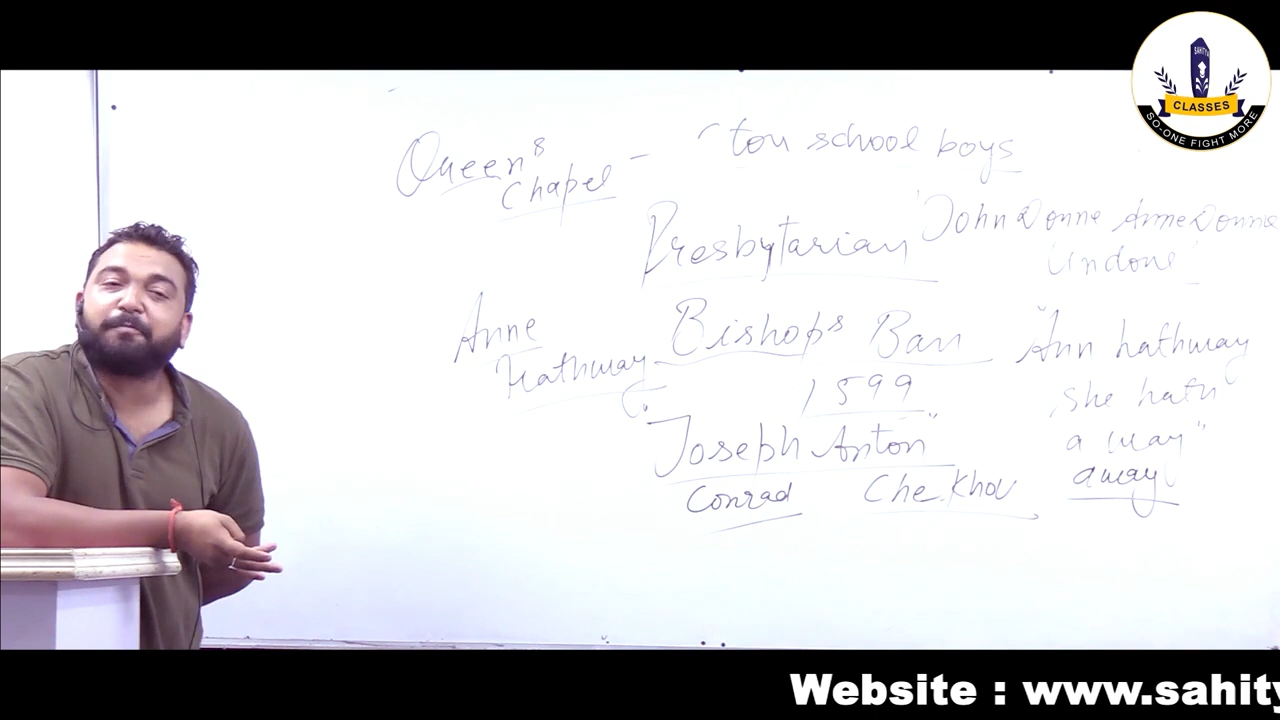 Queen's Chapel - "ton school boys
Presbytarian
'John Donne Anne Donne
Undone'
Anne
Hathway
Bishop's Ban
1599
"Ann hathway
she hath
a way"
away
"Joseph Anton"
Conrad Chekhov
SAHITYA
CLASSES
SO-ONE FIGHT MORE
Website : www.sahity